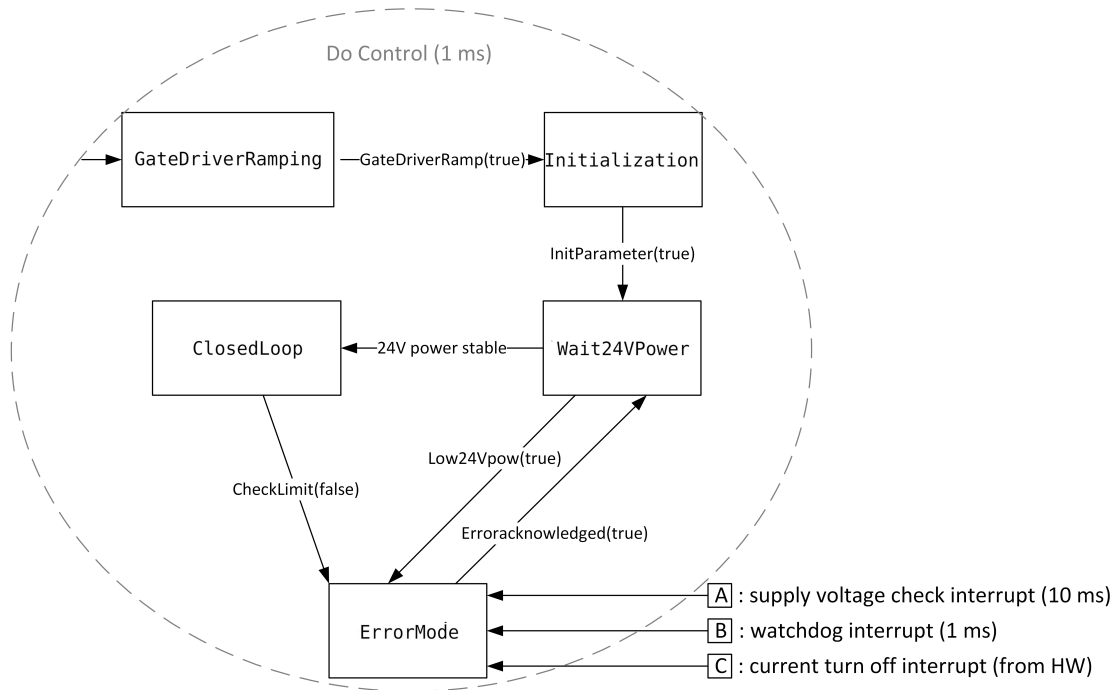 Do Control (1 ms)
GateDriverRamping
GateDriverRamp(true)
Initialization
InitParameter(true)
ClosedLoop
24V power stable
Wait24VPower
Low24Vpow(true)
CheckLimit(false)
Erroracknowledged(true)
ErrorMode
A : supply voltage check interrupt (10 ms)
B : watchdog interrupt (1 ms)
C : current turn off interrupt (from HW)